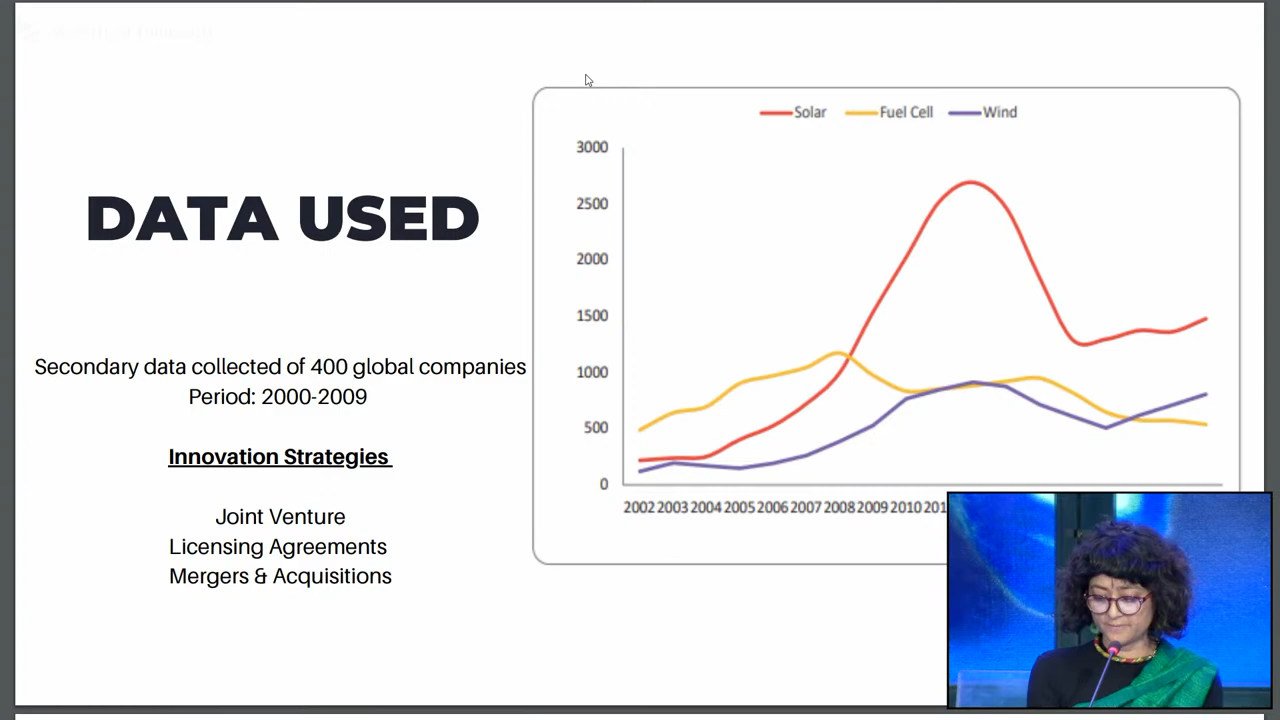 DATA USED
Secondary data collected of 400 global companies
Period: 2000-2009
Innovation Strategies
Joint Venture
Licensing Agreements
Mergers & Acquisitions
Solar Fuel Cell Wind
3000
2500
2000
1500
1000
500
0
2002 2003 2004 2005 2006 2007 2008 2009 2010